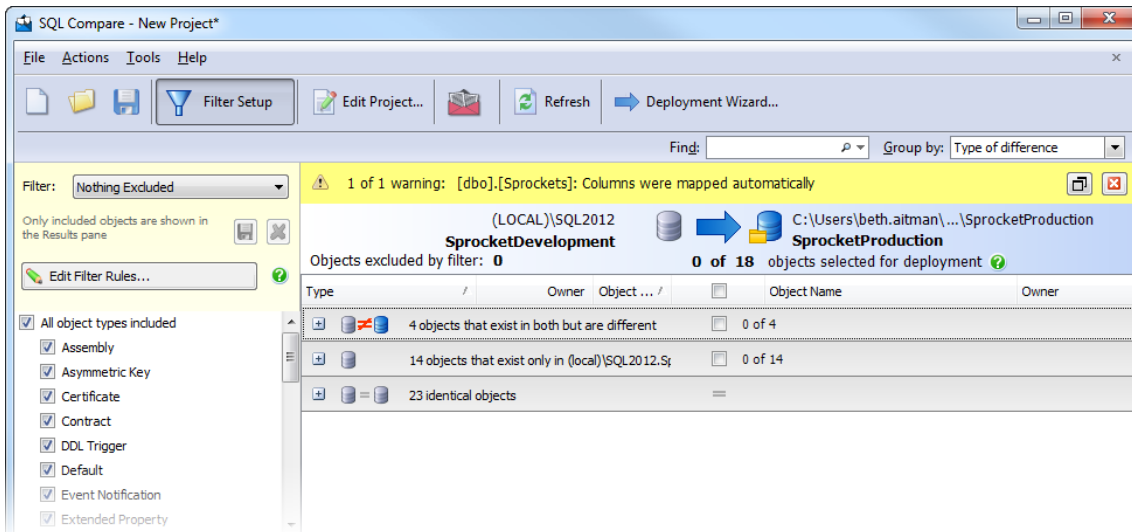 SQL Compare - New Project*
File Actions Tools Help
Filter Setup Edit Project... Refresh Deployment Wizard...
Find: Group by: Type of difference
Filter: Nothing Excluded
Only included objects are shown in
the Results pane
Edit Filter Rules...
All object types included
Assembly
Asymmetric Key
Certificate
Contract
DDL Trigger
Default
Event Notification
Extended Property
1 of 1 warning: [dbo].[Sprockets]: Columns were mapped automatically
(LOCAL)\SQL2012 C:\Users\beth.aitman\...\SprocketProduction
SprocketDevelopment SprocketProduction
Objects excluded by filter: 0 0 of 18 objects selected for deployment
Type Owner Object ... Object Name Owner
4 objects that exist in both but are different 0 of 4
14 objects that exist only in (local)\SQL2012.Sp 0 of 14
23 identical objects =